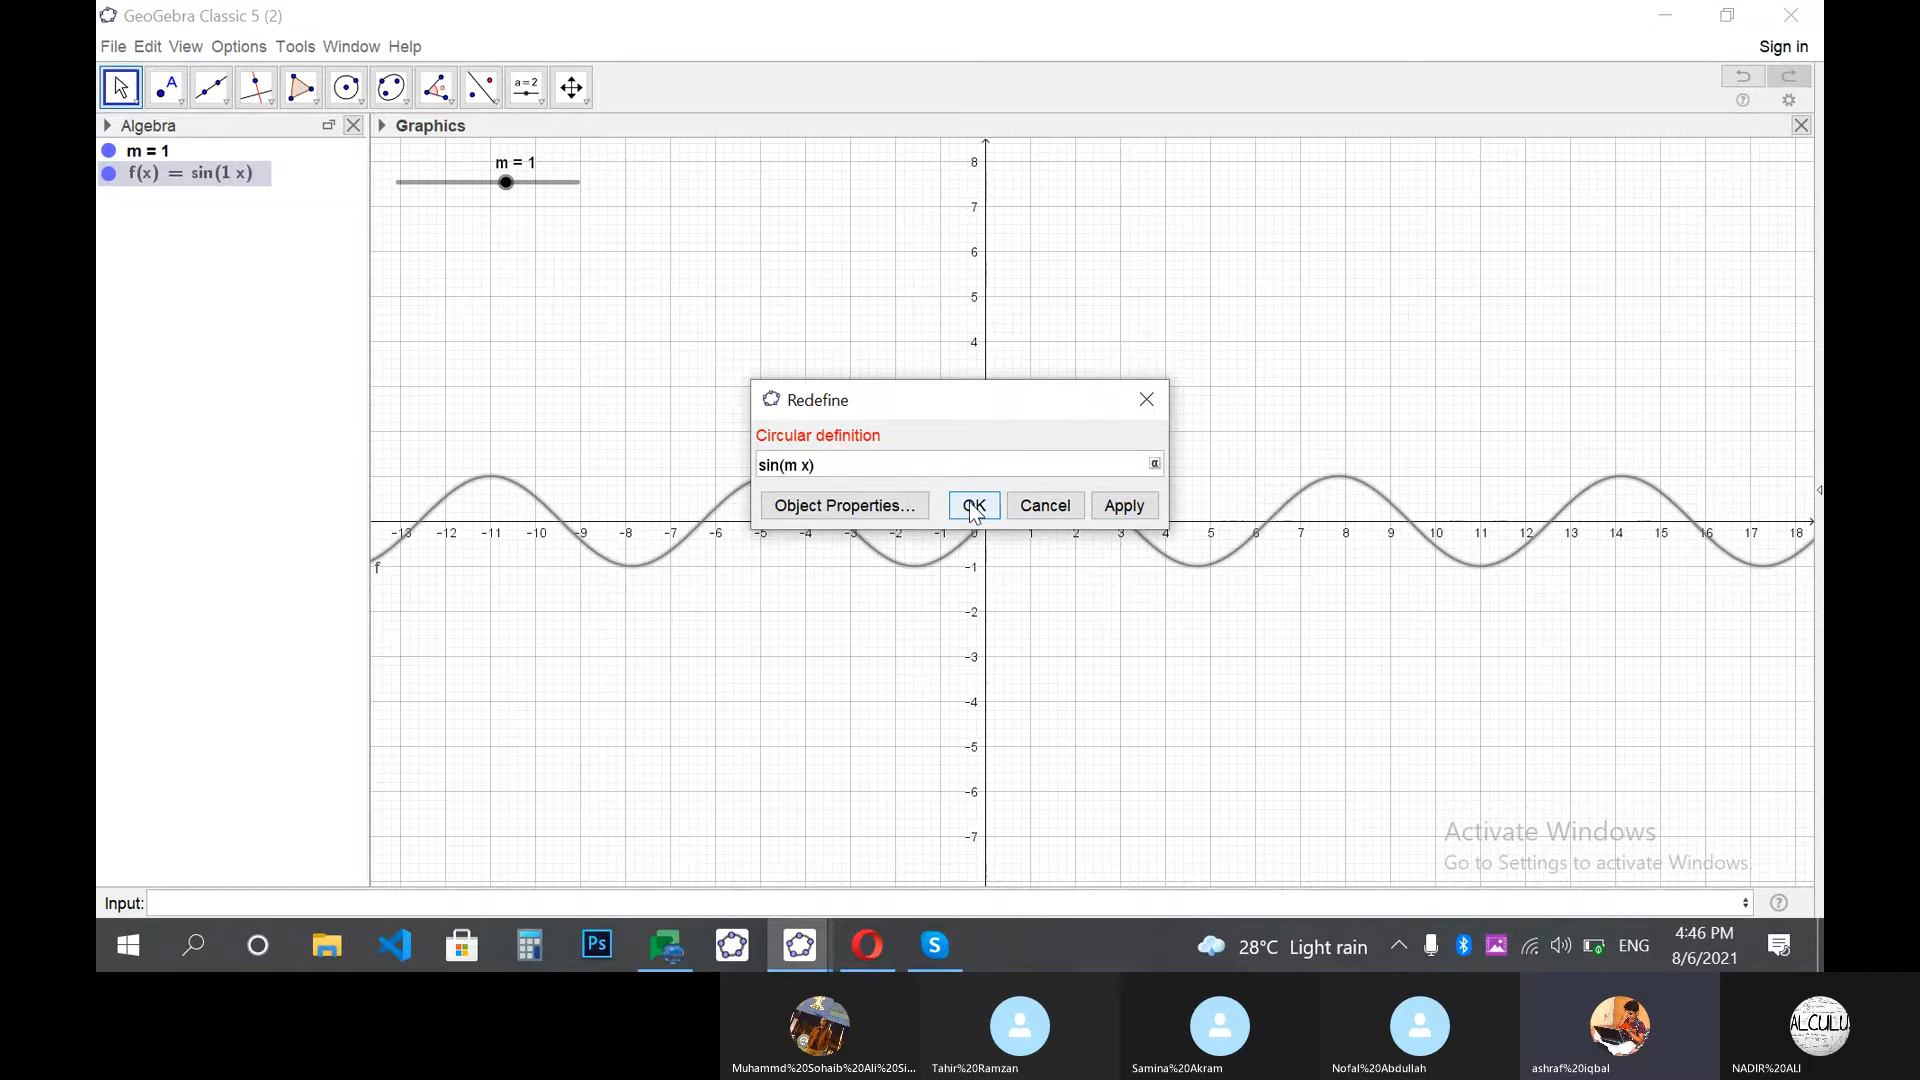 GeoGebra Classic 5 (2)
File Edit View Options Tools Window Help
Sign in
A
α
a=2
Algebra
Graphics
m = 1
f(x) = sin(1 x)
m = 1
8
7
6
5
4
Redefine
Circular definition
sin(m x)
α
Object Properties...
OK
Cancel
Apply
-13 -12 -11 -10 -9 -8 -7 -6 -5 -4 -3 -2 -1 0 1 2 3 4 5 6 7 8 9 10 11 12 13 14 15 16 17 18
f
-1
-2
-3
-4
-5
-6
-7
Activate Windows
Go to Settings to activate Windows.
Input:
Ps
S
28°C Light rain
ENG
4:46 PM
8/6/2021
ALCULU
Muhammd%20Sohaib%20Ali%20Si...
Tahir%20Ramzan
Samina%20Akram
Nofal%20Abdullah
ashraf%20iqbal
NADIR%20ALI